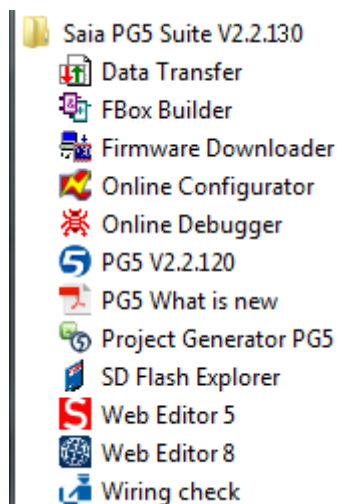 Saia PG5 Suite V2.2.130
Data Transfer
FBox Builder
Firmware Downloader
Online Configurator
Online Debugger
PG5 V2.2.120
PG5 What is new
Project Generator PG5
SD Flash Explorer
Web Editor 5
Web Editor 8
Wiring check